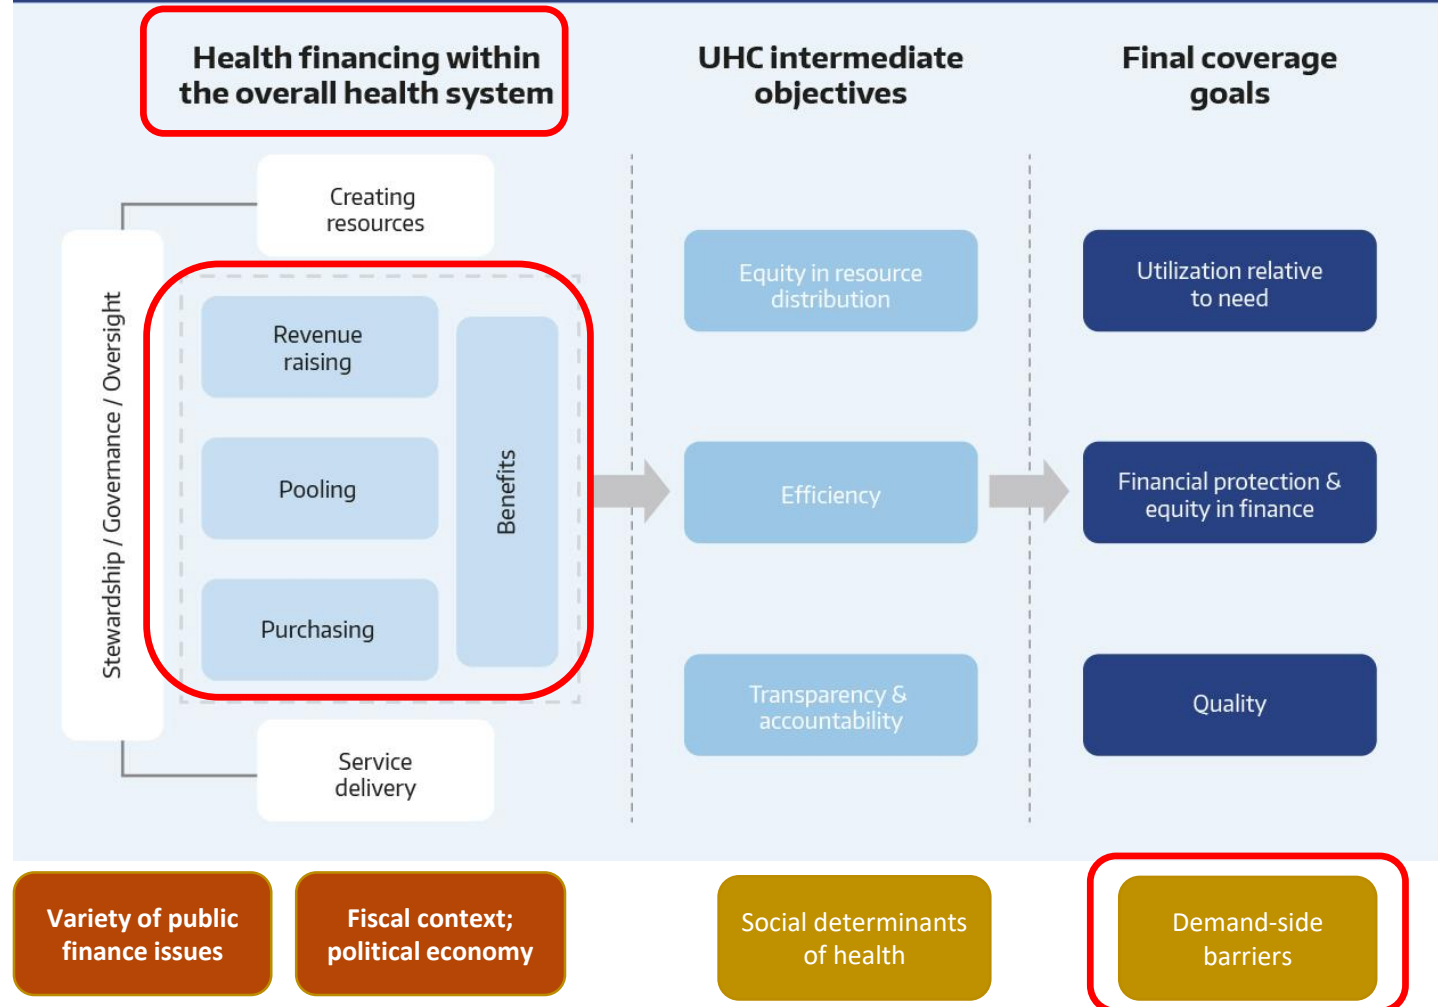 Health financing within
the overall health system
UHC intermediate
objectives
Final coverage
goals
Stewardship / Governance / Oversight
Creating
resources
Revenue
raising
Pooling
Purchasing
Benefits
Service
delivery
Equity in resource
distribution
Efficiency
Transparency &
accountability
Utilization relative
to need
Financial protection &
equity in finance
Quality
Variety of public
finance issues
Fiscal context;
political economy
Social determinants
of health
Demand-side
barriers